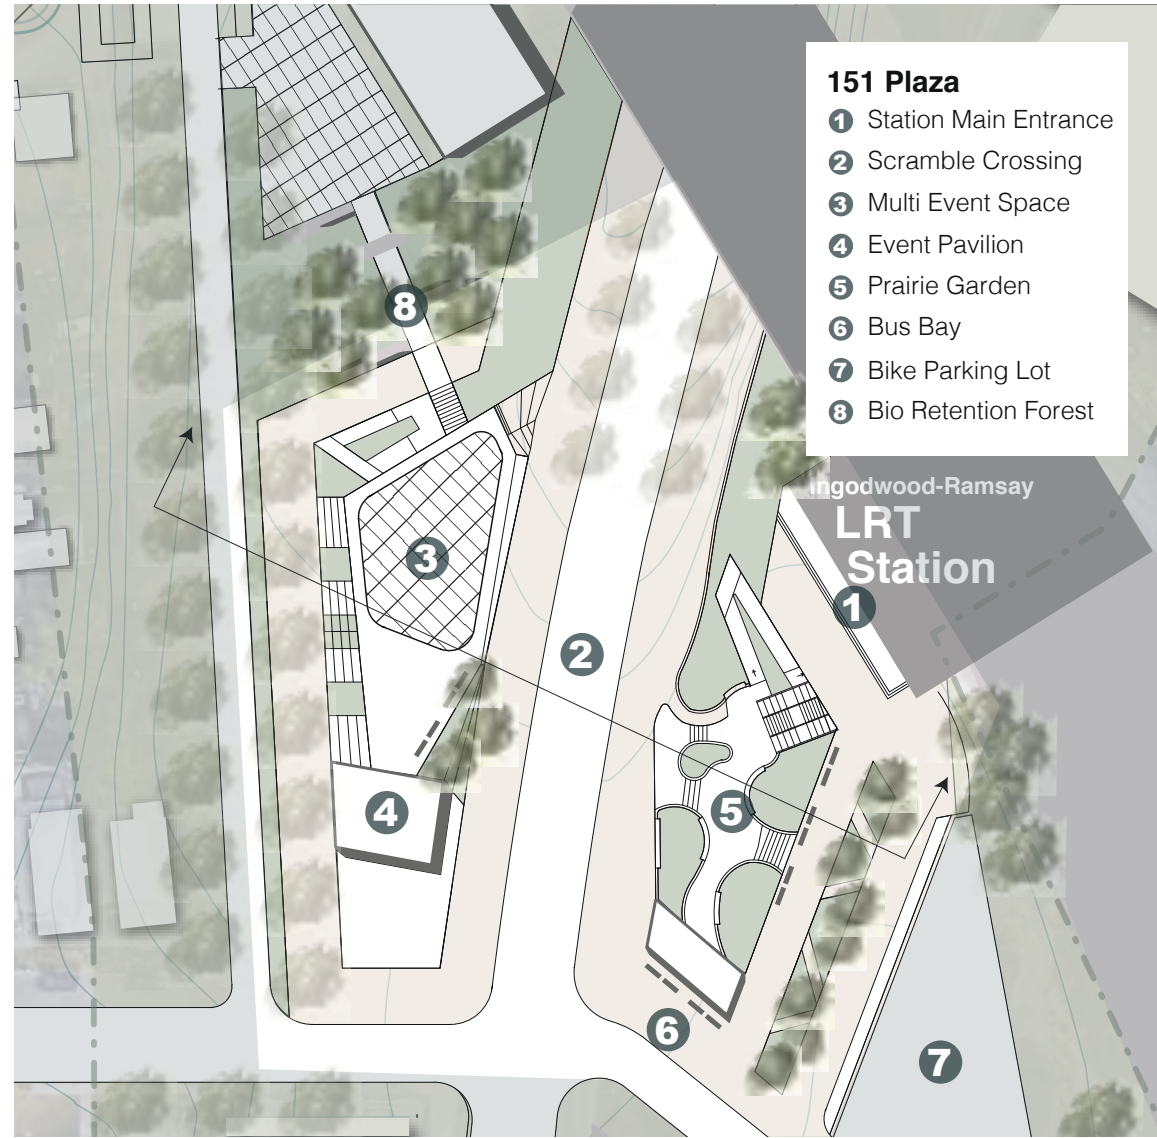 151 Plaza
1 Station Main Entrance
2 Scramble Crossing
3 Multi Event Space
4 Event Pavilion
5 Prairie Garden
6 Bus Bay
7 Bike Parking Lot
8 Bio Retention Forest
8
ngodwood-Ramsay
LRT
Station
3
1
2
4
5
6
7